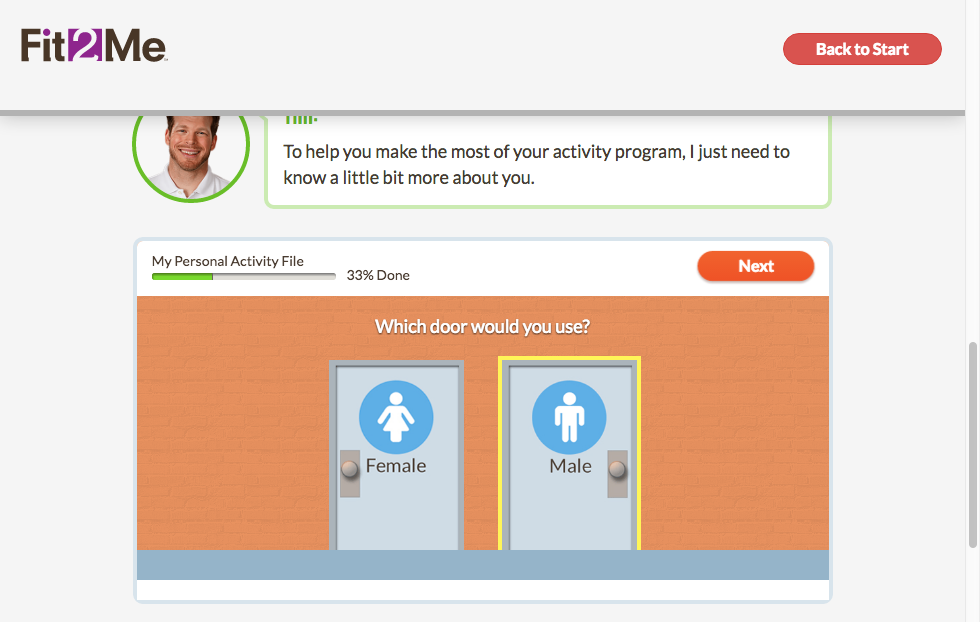 Fit2Me
Back to Start
To help you make the most of your activity program, I just need to
know a little bit more about you.
My Personal Activity File
33% Done
Next
Which door would you use?
Female
Male